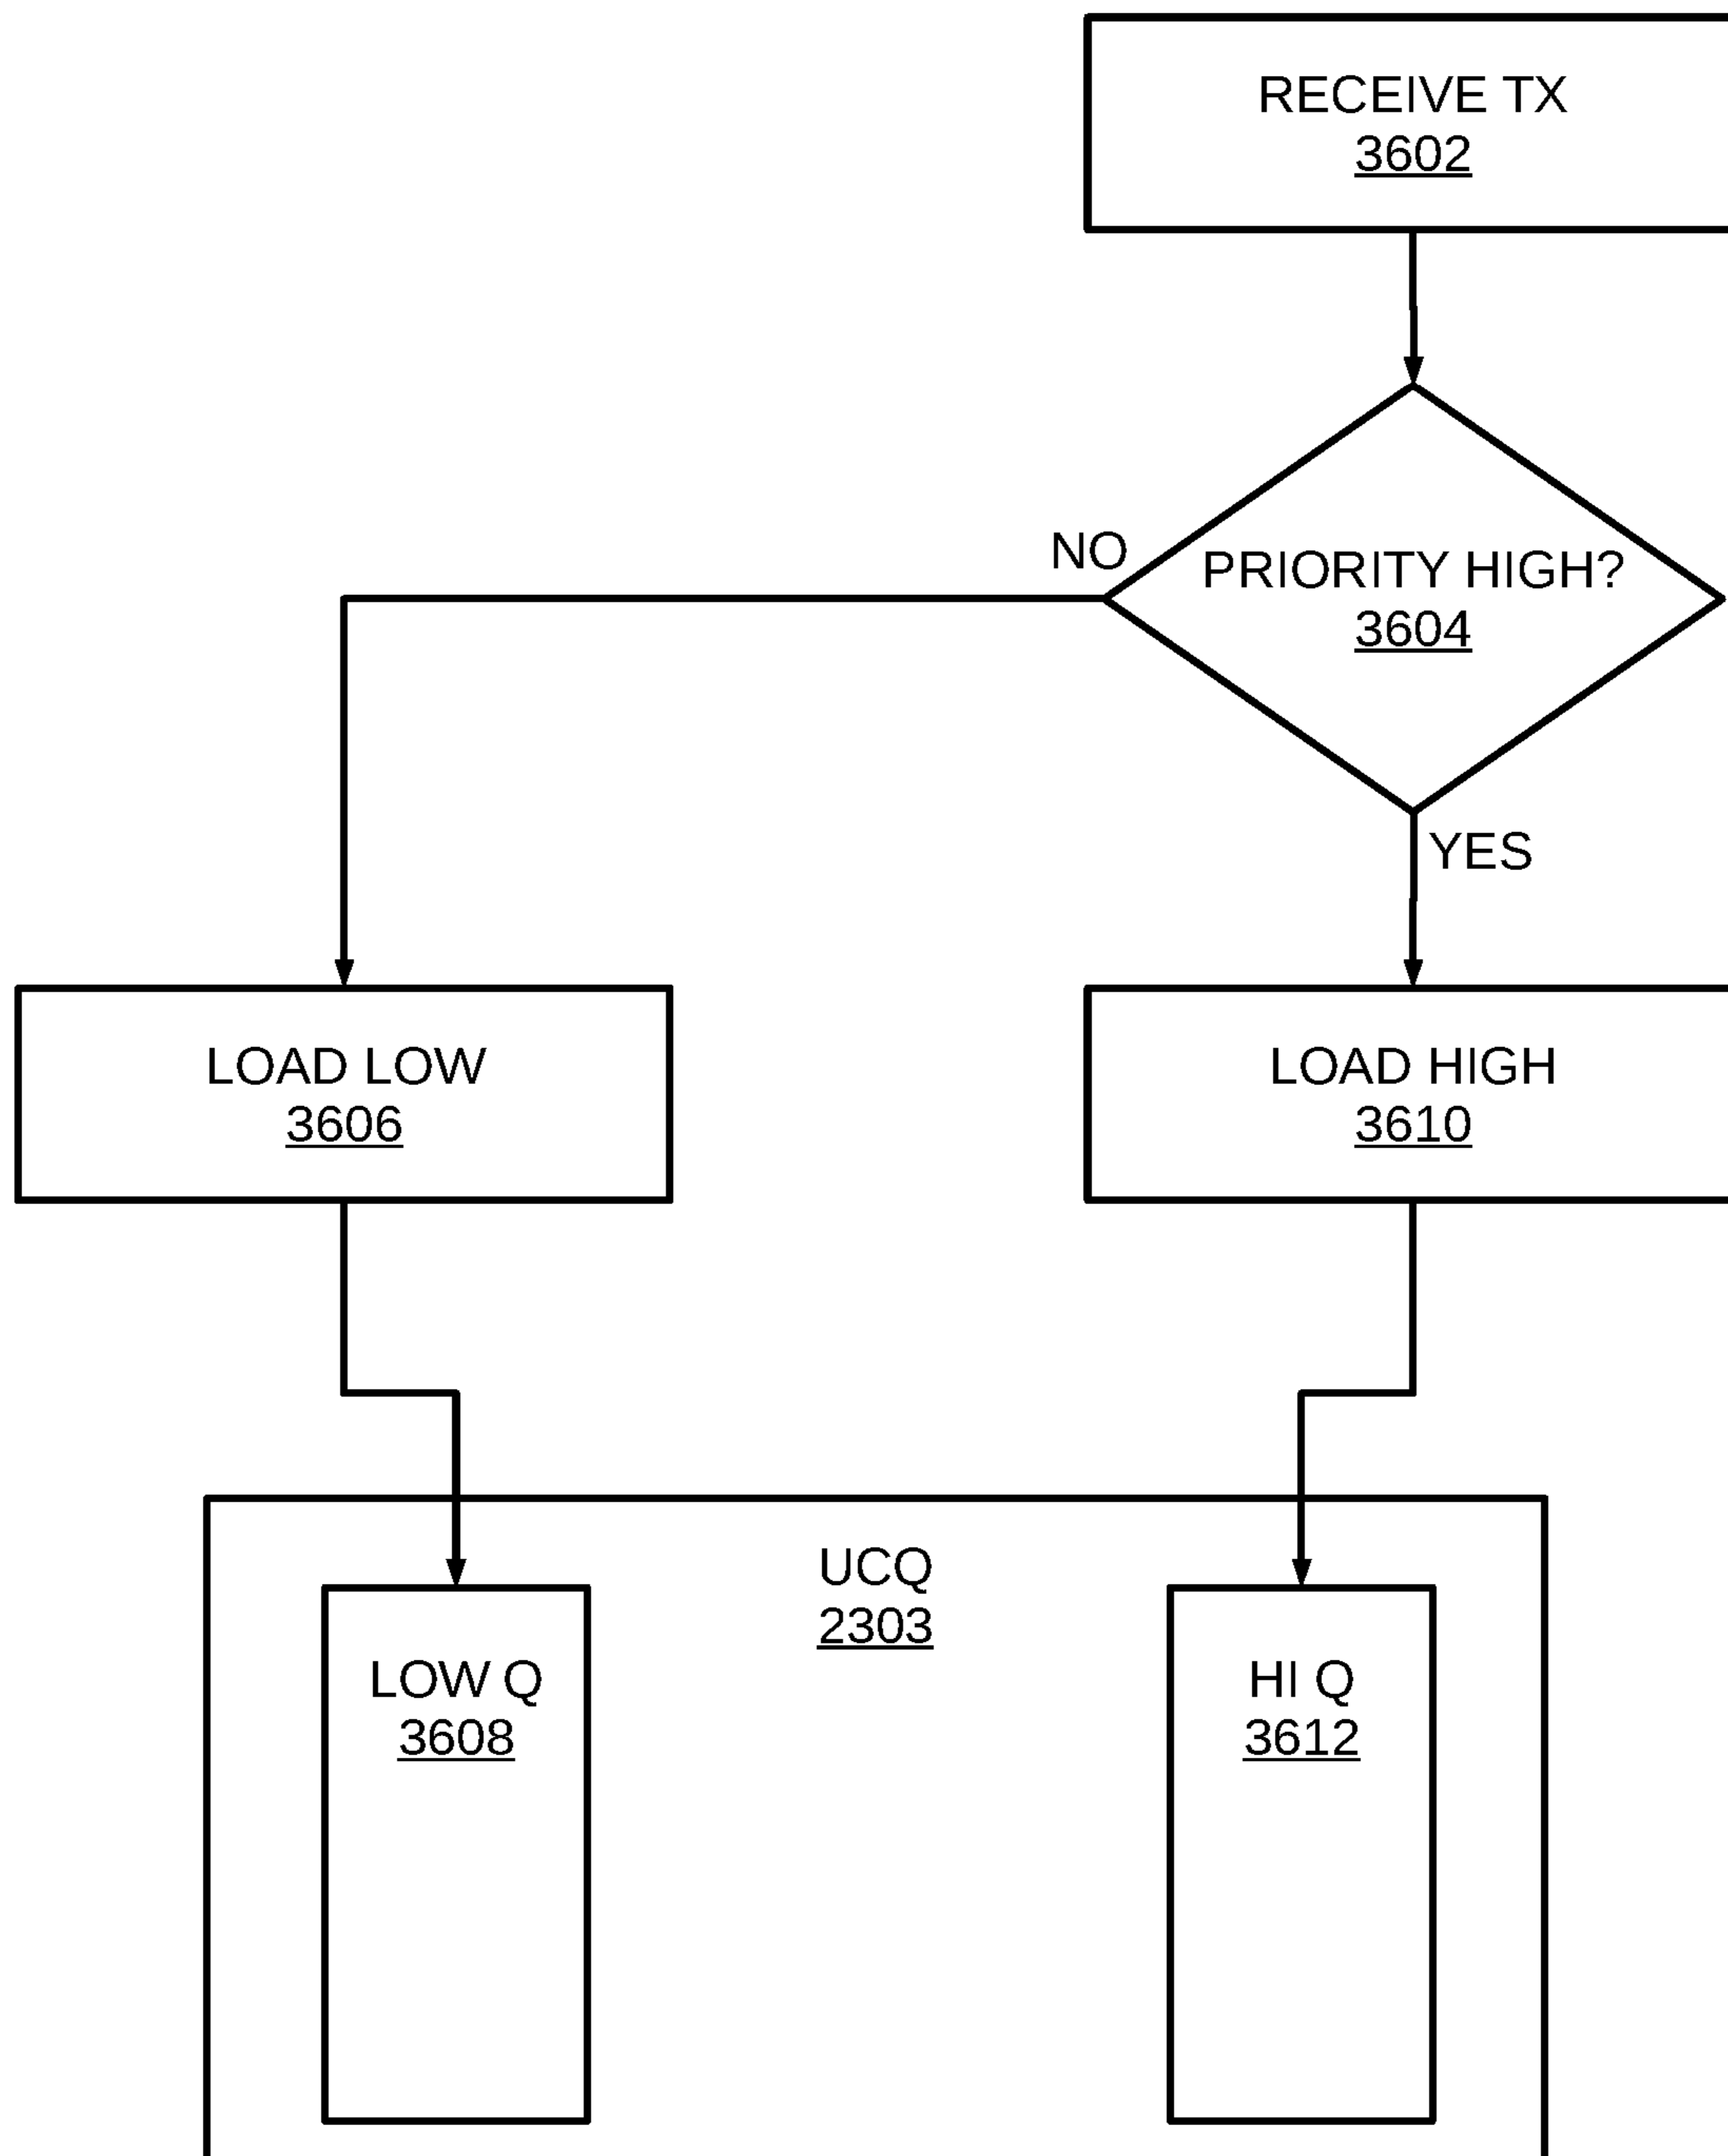 RECEIVE TX
3602
NO
PRIORITY HIGH?
3604
YES
LOAD LOW
3606
LOAD HIGH
3610
UCQ
2303
LOW Q
3608
HI Q
3612